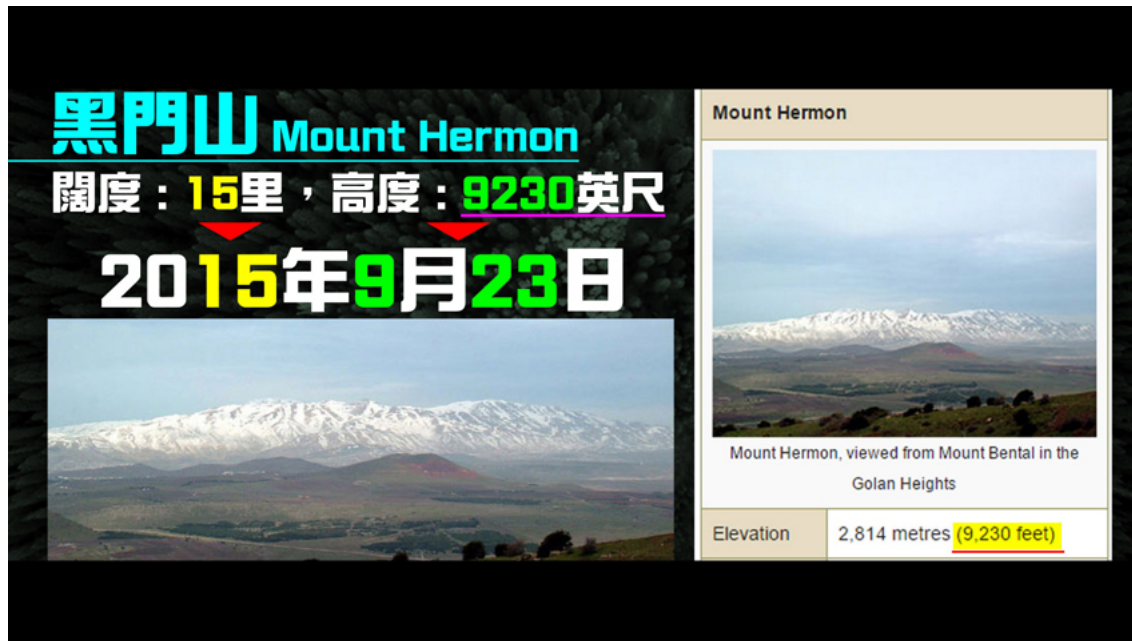 黑門山 Mount Hermon
闊度：15里，高度：9230英尺
2015年9月23日
Mount Hermon
Mount Hermon, viewed from Mount Bental in the
Golan Heights
Elevation 2,814 metres (9,230 feet)